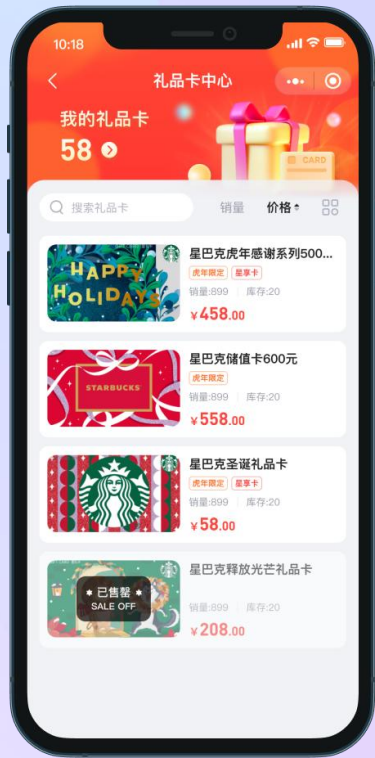 10:18
礼品卡中心
我的礼品卡
58
CARD
搜索礼品卡
销量
价格
HAPPY
HOLIDAYS
星巴克虎年感谢系列500...
虎年限定 星享卡
销量:899 库存:20
¥458.00
STARBUCKS
星巴克储值卡600元
虎年限定
销量:899 库存:20
¥558.00
星巴克圣诞礼品卡
虎年限定 星享卡
销量:899 库存:20
¥58.00
已售罄
SALE OFF
星巴克释放光芒礼品卡
销量:899 库存:20
¥208.00